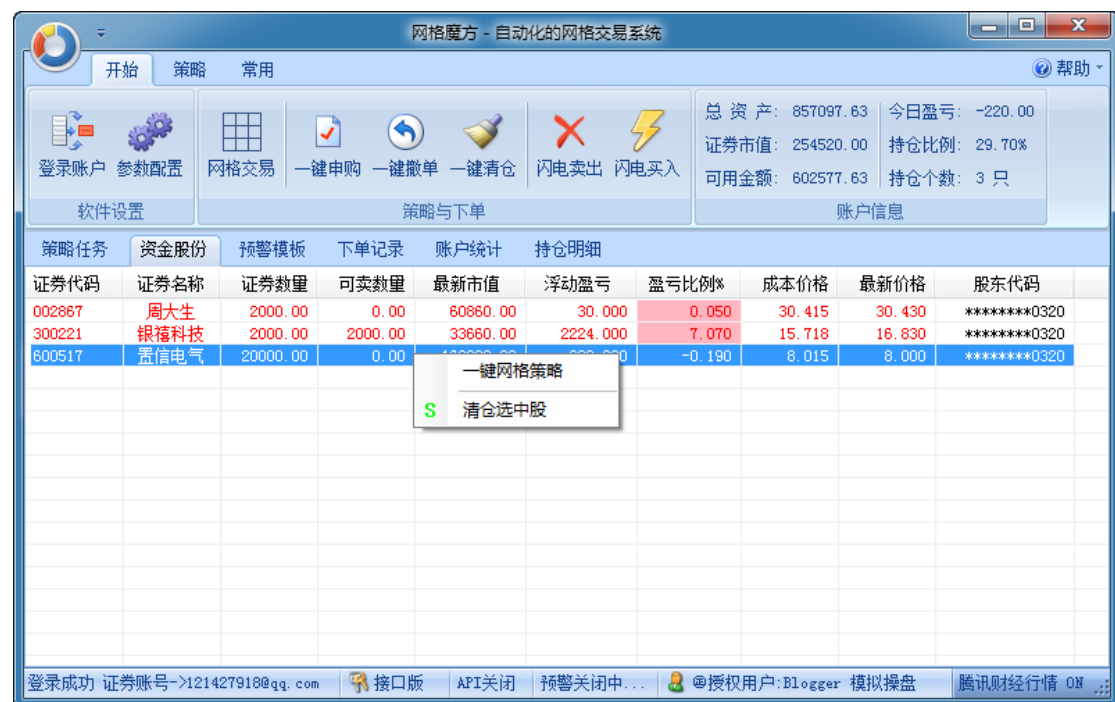 网格魔方 - 自动化的网格交易系统
开始 策略 常用 帮助
总 资 产: 857097.63 今日盈亏: -220.00
证券市值: 254520.00 持仓比例: 29.70%
可用金额: 602577.63 持仓个数: 3 只
登录账户 参数配置 网格交易 一键申购 一键撤单 一键清仓 闪电卖出 闪电买入
软件设置 策略与下单 账户信息
策略任务 资金股份 预警模板 下单记录 账户统计 持仓明细
证券代码 证券名称 证券数量 可卖数量 最新市值 浮动盈亏 盈亏比例% 成本价格 最新价格 股东代码
002867 周大生 2000.00 0.00 60860.00 30.000 0.050 30.415 30.430 ********0320
300221 银禧科技 2000.00 2000.00 33660.00 2224.000 7.070 15.718 16.830 ********0320
600517 置信电气 20000.00 0.00 -0.190 8.015 8.000 ********0320
一键网格策略
S 清仓选中股
登录成功 证券账号->121427918@qq.com 接口版 API关闭 预警关闭中... @授权用户:Blogger 模拟操盘 腾讯财经行情 ON